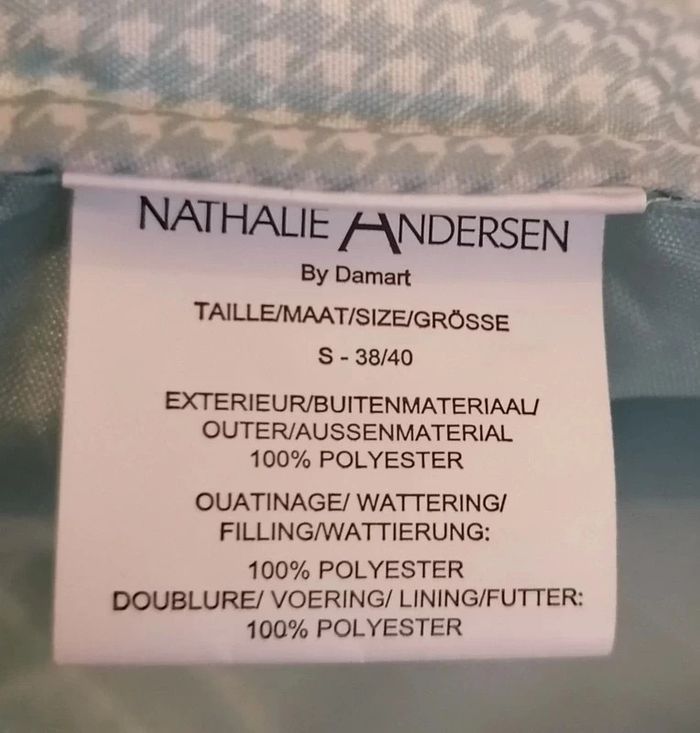 NATHALIE ANDERSEN
By Damart
TAILLE/MAAT/SIZE/GRÖSSE
S - 38/40
EXTERIEUR/BUITENMATERIAAL/
OUTER/AUSSENMATERIAL
100% POLYESTER
OUATINAGE/ WATTERING/
FILLING/WATTIERUNG:
100% POLYESTER
DOUBLURE/ VOERING/ LINING/FUTTER:
100% POLYESTER